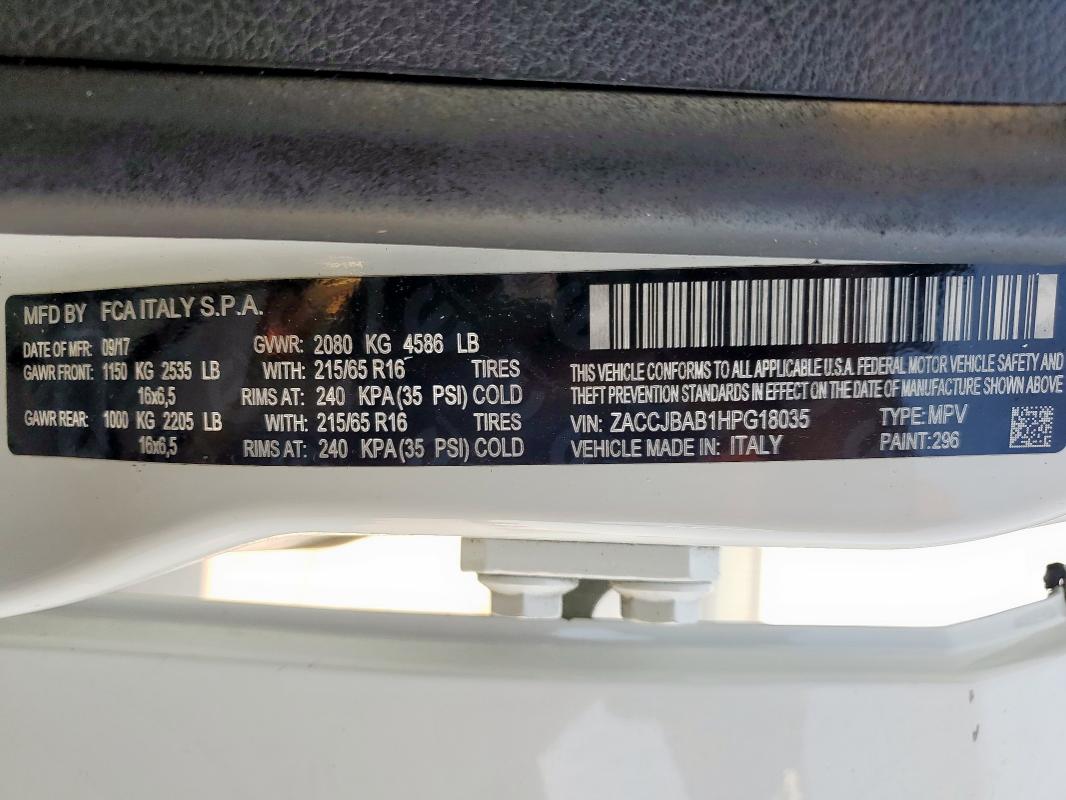 MFD BY FCA ITALY S.P.A.
DATE OF MFR: 09/17 GVWR: 2080 KG 4586 LB
GAWR FRONT: 1150 KG 2535 LB WITH: 215/65 R16 TIRES
16x6,5 RIMS AT: 240 KPA(35 PSI) COLD
GAWR REAR: 1000 KG 2205 LB WITH: 215/65 R16 TIRES
16x6,5 RIMS AT: 240 KPA(35 PSI) COLD
THIS VEHICLE CONFORMS TO ALL APPLICABLE U.S.A. FEDERAL MOTOR VEHICLE SAFETY AND
THEFT PREVENTION STANDARDS IN EFFECT ON THE DATE OF MANUFACTURE SHOWN ABOVE
VIN: ZACCJBAB1HPG18035 TYPE: MPV
VEHICLE MADE IN: ITALY PAINT:296